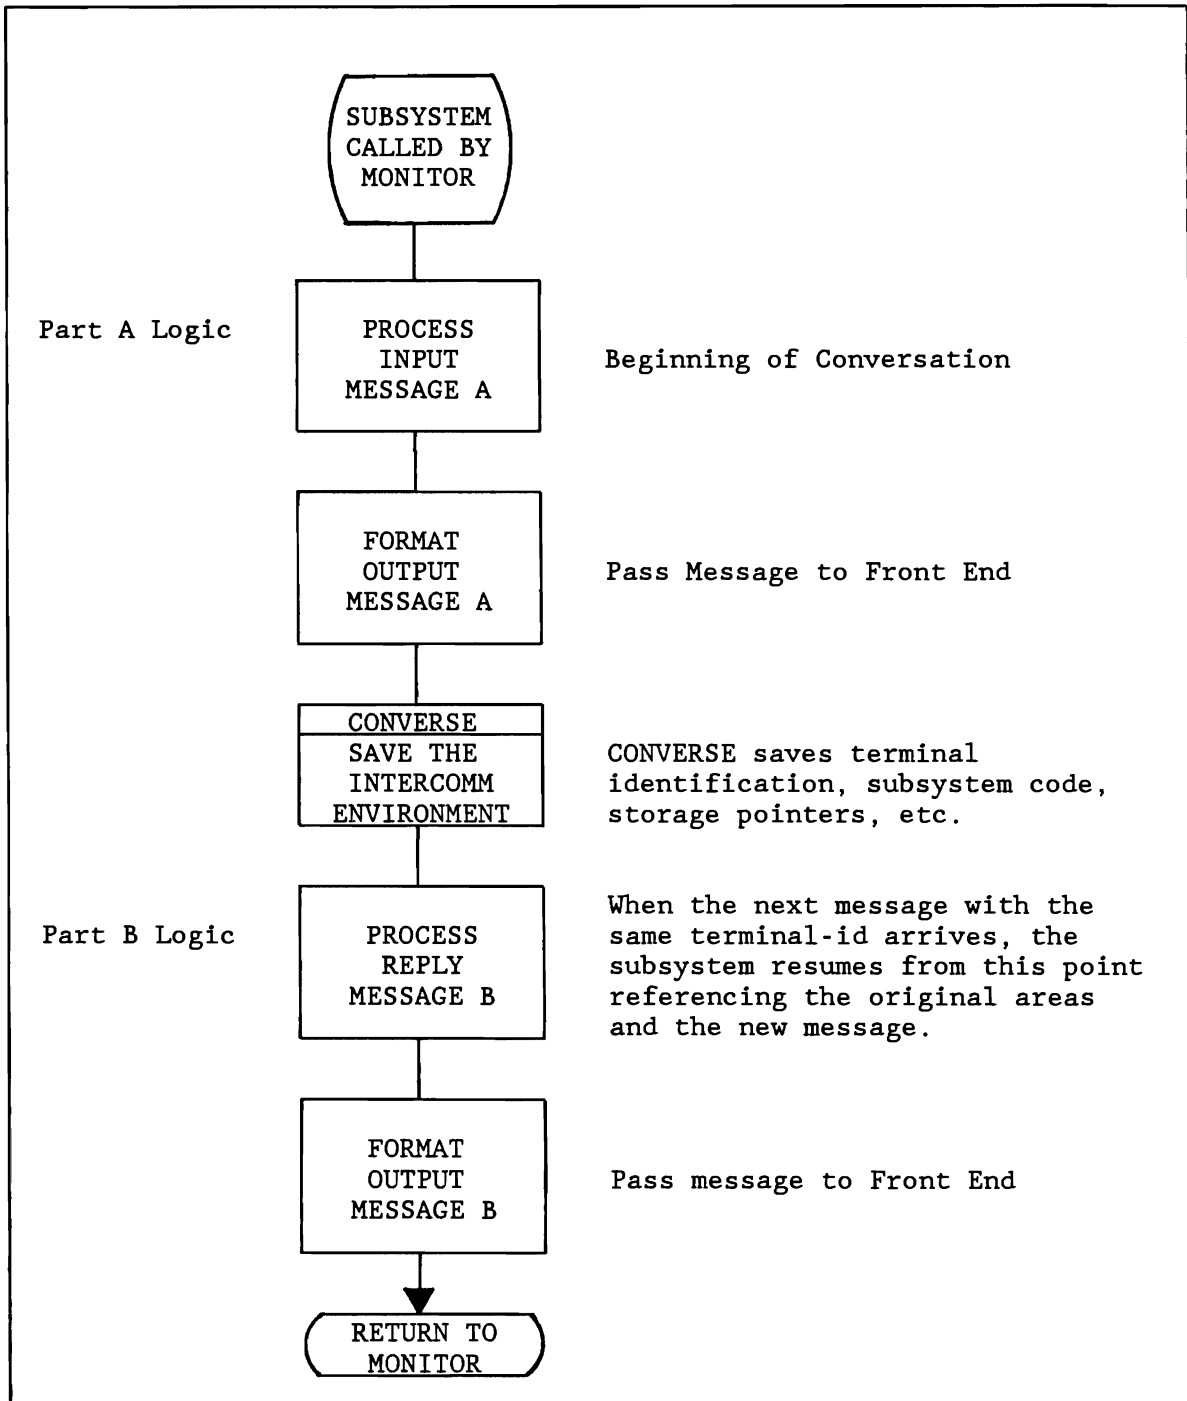 SUBSYSTEM
CALLED BY
MONITOR
Part A Logic
PROCESS
INPUT
MESSAGE A
Beginning of Conversation
FORMAT
OUTPUT
MESSAGE A
Pass Message to Front End
CONVERSE
SAVE THE
INTERCOMM
ENVIRONMENT
CONVERSE saves terminal
identification, subsystem code,
storage pointers, etc.
Part B Logic
PROCESS
REPLY
MESSAGE B
When the next message with the
same terminal-id arrives, the
subsystem resumes from this point
referencing the original areas
and the new message.
FORMAT
OUTPUT
MESSAGE B
Pass message to Front End
RETURN TO
MONITOR